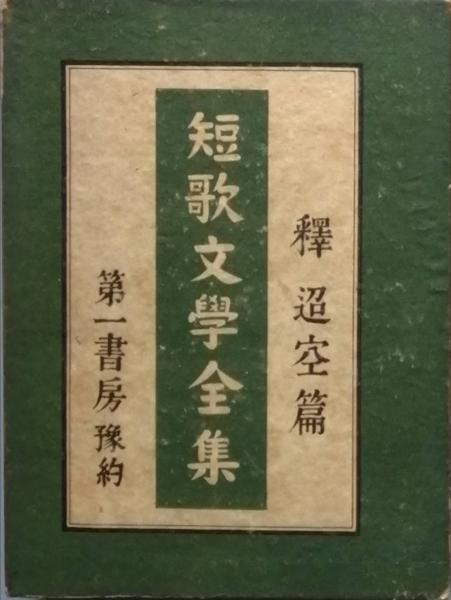 釋 迢空篇
短歌文學全集
第一書房豫約